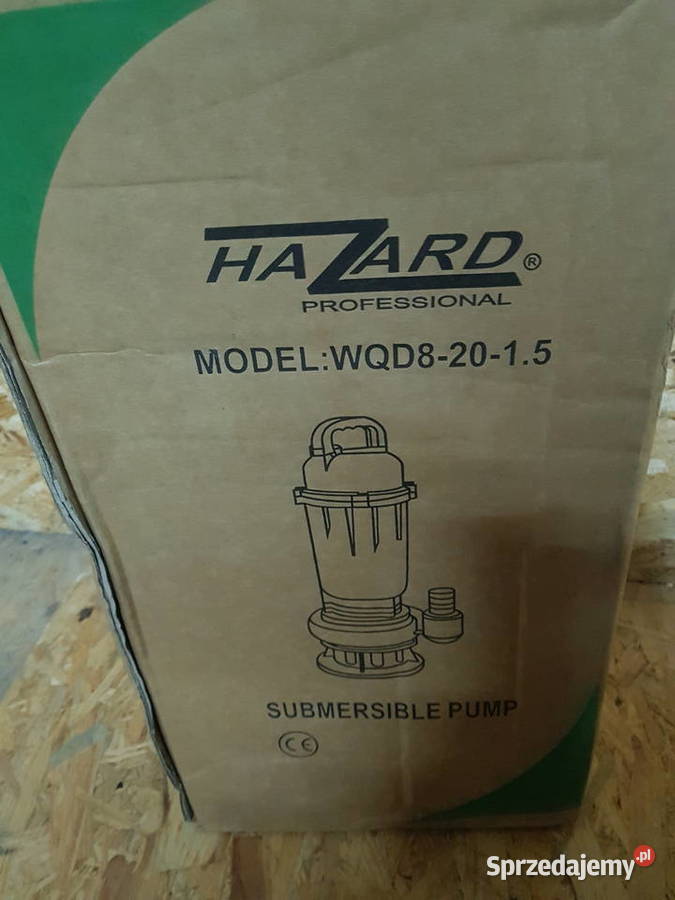 HAZARD®
PROFESSIONAL
MODEL:WQD8-20-1.5
SUBMERSIBLE PUMP
CE
Sprzedajemy.pl